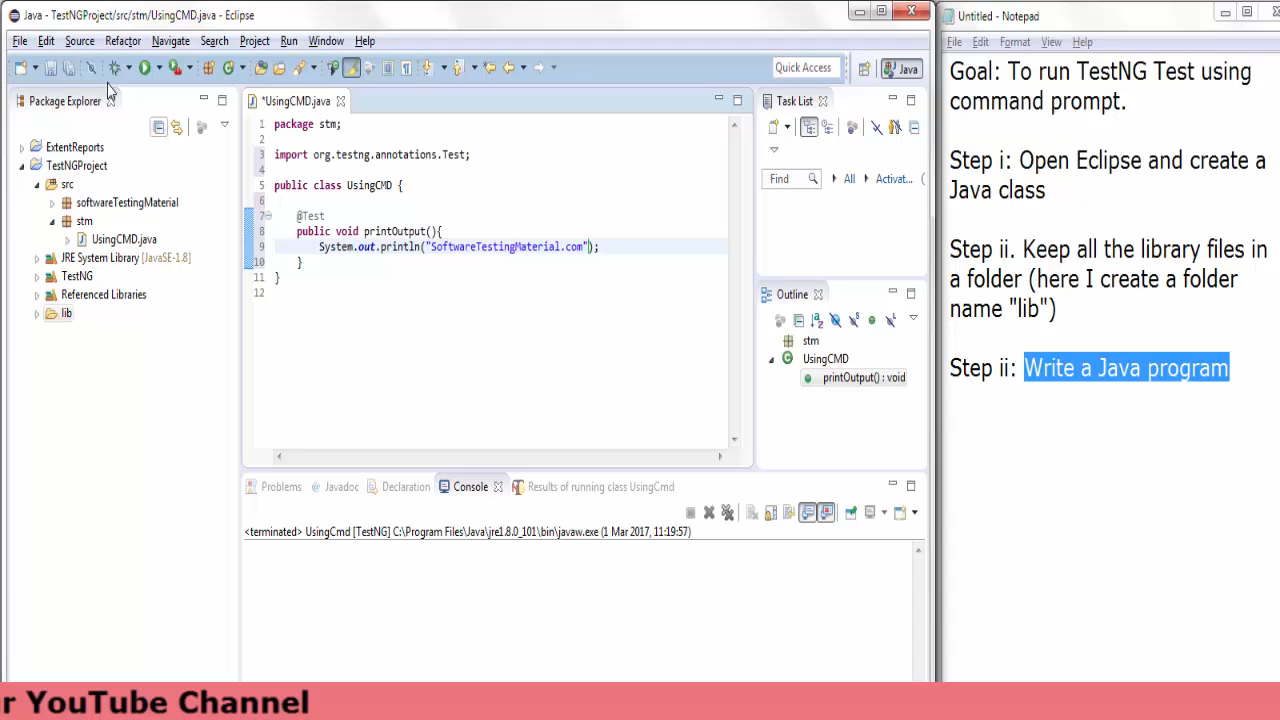 Java - TestNGProject/src/stm/UsingCMD.java - Eclipse
File Edit Source Refactor Navigate Search Project Run Window Help
Quick Access
Java
Package Explorer
ExtentReports
TestNGProject
src
softwareTestingMaterial
stm
UsingCMD.java
JRE System Library [JavaSE-1.8]
TestNG
Referenced Libraries
lib
*UsingCMD.java
1 package stm;
2
3 import org.testng.annotations.Test;
4
5 public class UsingCMD {
6
7 @Test
8 public void printOutput(){
9 System.out.println("SoftwareTestingMaterial.com");
10 }
11 }
12
Task List
Find
All
Activat...
Outline
stm
UsingCMD
printOutput() : void
Problems Javadoc Declaration Console Results of running class UsingCmd
<terminated> UsingCmd [TestNG] C:\Program Files\Java\jre1.8.0_101\bin\javaw.exe (1 Mar 2017, 11:19:57)
Untitled - Notepad
File Edit Format View Help
Goal: To run TestNG Test using
command prompt.
Step i: Open Eclipse and create a
Java class
Step ii. Keep all the library files in
a folder (here I create a folder
name "lib")
Step ii: Write a Java program
r YouTube Channel